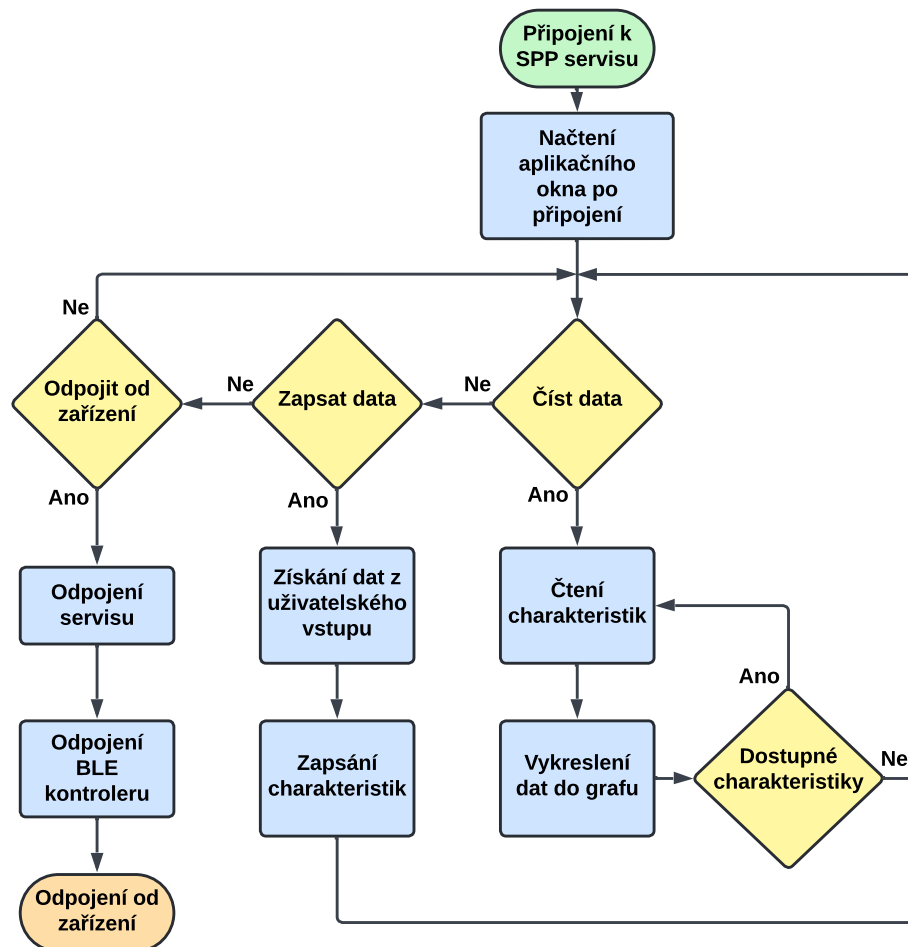 Připojení k
SPP servisu
Načtení
aplikačního
okna po
připojení
Ne
Odpojit od
zařízení
Ne
Zapsat data
Ne
Číst data
Ano
Ano
Ano
Odpojení
servisu
Získání dat z
uživatelského
vstupu
Čtení
charakteristik
Ano
Odpojení
BLE
kontroleru
Zapsání
charakteristik
Vykreslení
dat do grafu
Dostupné
charakteristiky
Ne
Odpojení od
zařízení